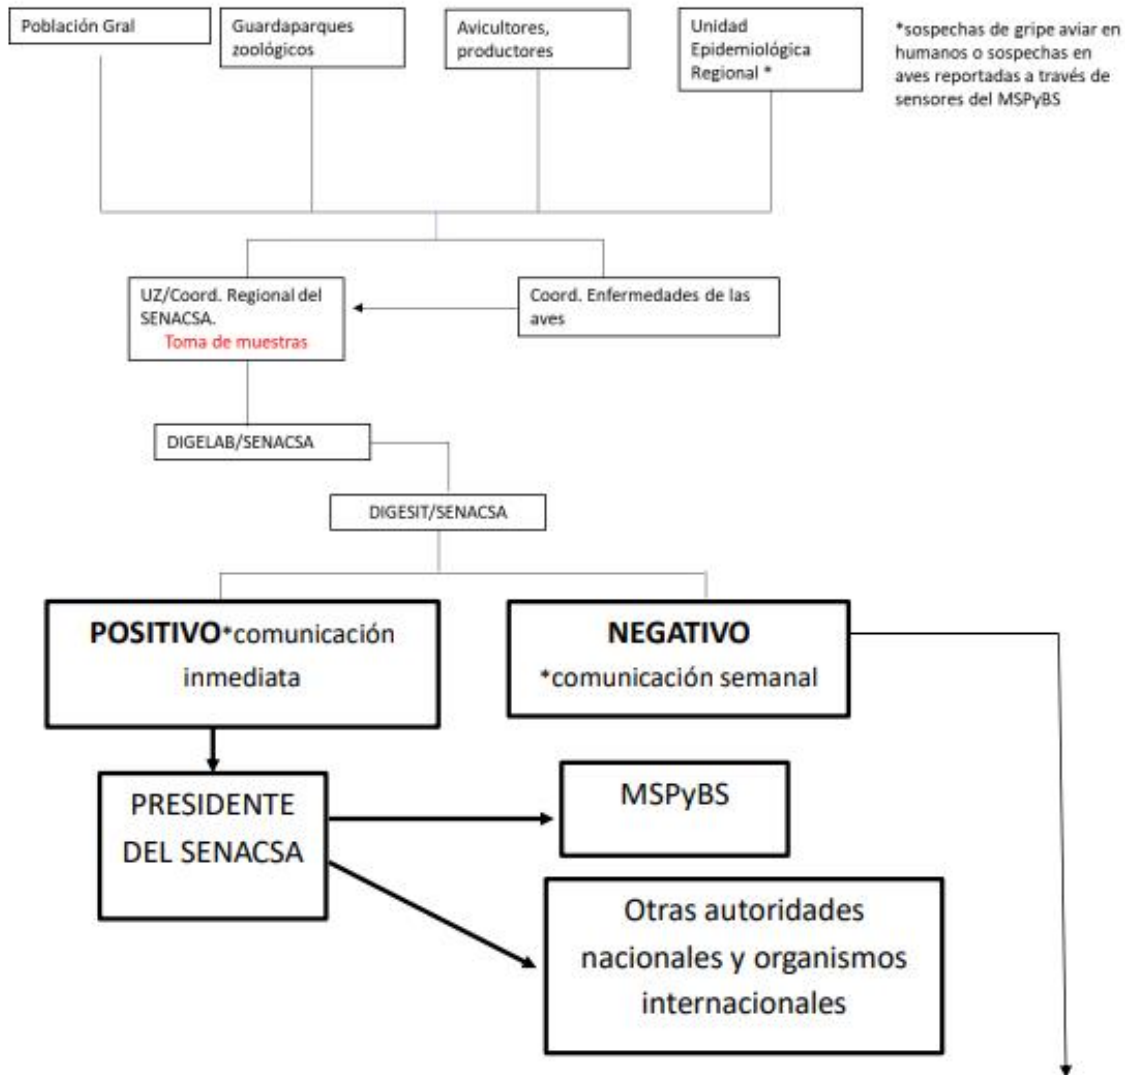 Población Gral
Guardaparques
zoológicos
Avicultores,
productores
Unidad
Epidemiológica
Regional *
*sospechas de gripe aviar en
humanos o sospechas en
aves reportadas a través de
sensores del MSPyBS
UZ/Coord. Regional del
SENACSA.
Toma de muestras
Coord. Enfermedades de las
aves
DIGELAB/SENACSA
DIGESIT/SENACSA
POSITIVO*comunicación
inmediata
NEGATIVO
*comunicación semanal
PRESIDENTE
DEL SENACSA
MSPyBS
Otras autoridades
nacionales y organismos
internacionales